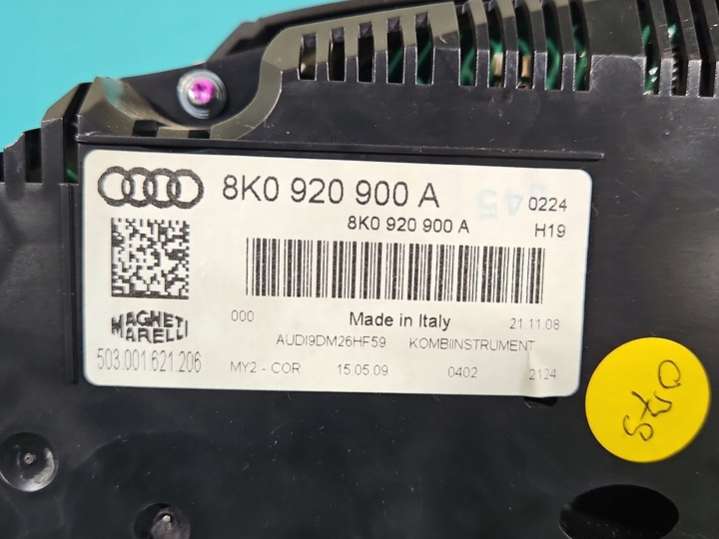 8K0 920 900 A
0224
8K0 920 900 A
H19
000 Made in Italy 21.11.08
MAGNETI
MARELLI
AUDI9DM26HF59 KOMBIINSTRUMENT
503.001.621.206
MY2 - COR 15.05.09 0402 2124